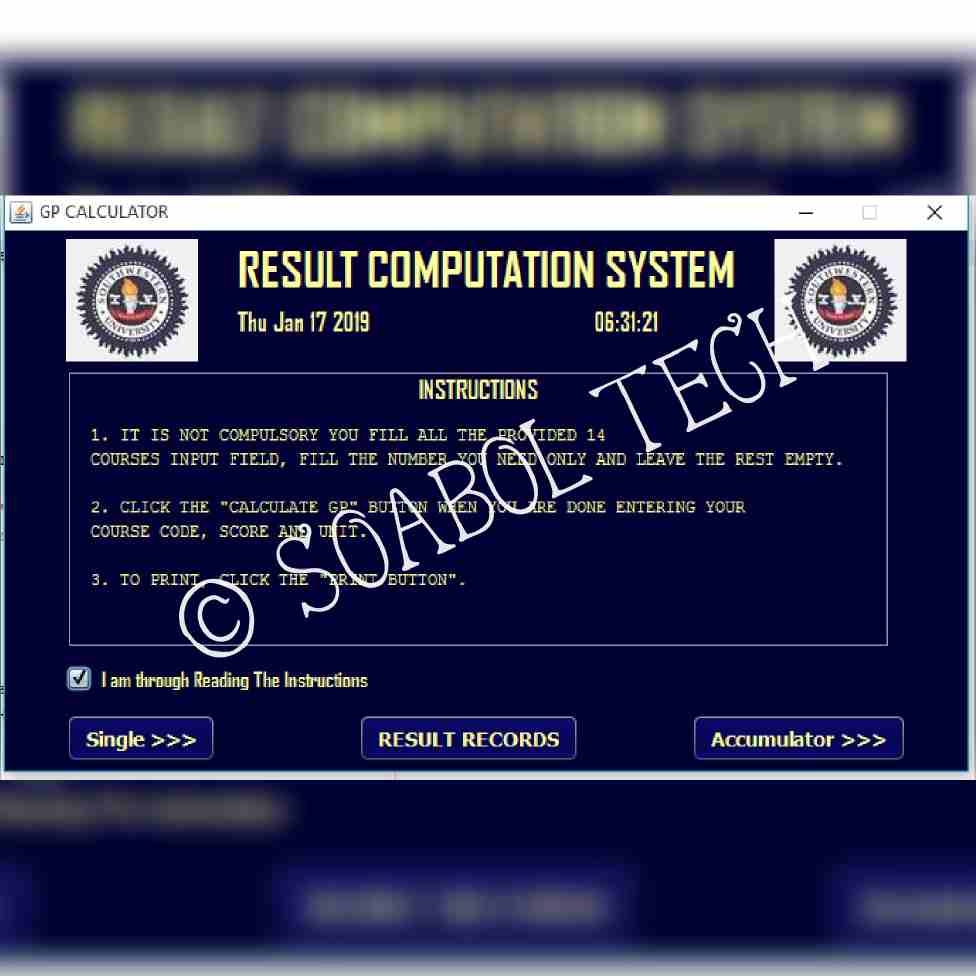 GP CALCULATOR
RESULT COMPUTATION SYSTEM
Thu Jan 17 2019 06:31:21
SOUTHWESTERN UNIVERSITY
SOUTHWESTERN UNIVERSITY
INSTRUCTIONS
1. IT IS NOT COMPULSORY YOU FILL ALL THE PROVIDED 14
COURSES INPUT FIELD, FILL THE NUMBER YOU NEED ONLY AND LEAVE THE REST EMPTY.
2. CLICK THE "CALCULATE GP" BUTTON WHEN YOU ARE DONE ENTERING YOUR
COURSE CODE, SCORE AND UNIT.
3. TO PRINT, CLICK THE "PRINT BUTTON".
© SOABOL TECH
I am through Reading The Instructions
Single >>> RESULT RECORDS Accumulator >>>